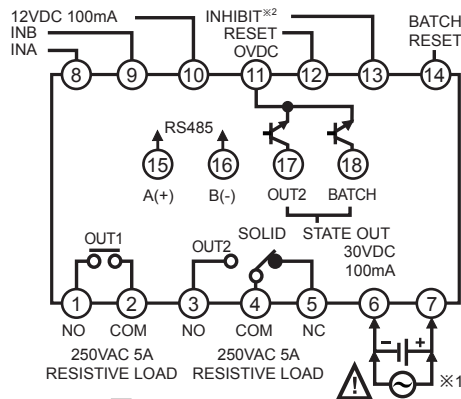 12VDC 100mA
INB
INA
INHIBIT※2
RESET
OVDC
BATCH
RESET
8
9
10
11
12
13
14
RS485
15
16
17
18
A(+)
B(-)
OUT2
BATCH
OUT1
OUT2
SOLID STATE OUT
30VDC
100mA
1
2
3
4
5
6
7
NO
COM
NO
COM
NC
250VAC 5A
RESISTIVE LOAD
250VAC 5A
RESISTIVE LOAD
- +
!
※1